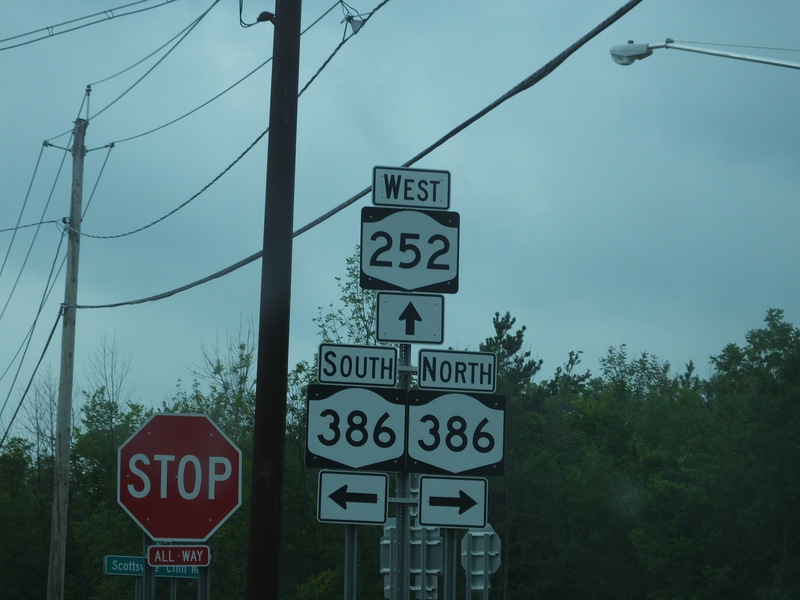 WEST
252
SOUTH NORTH
386 386
STOP
ALL-WAY